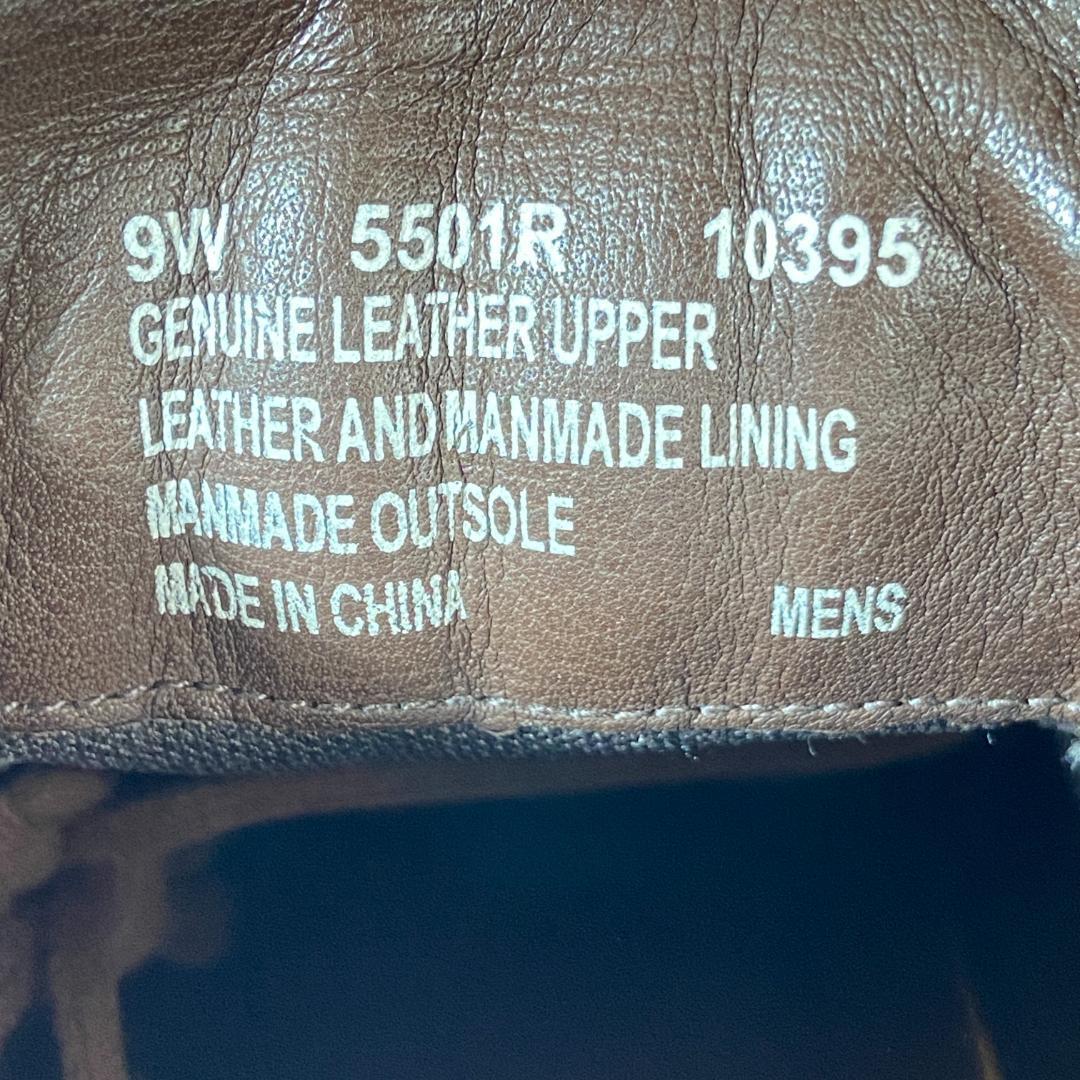 9W 5501R 10395
GENUINE LEATHER UPPER
LEATHER AND MANMADE LINING
MANMADE OUTSOLE
MADE IN CHINA MENS